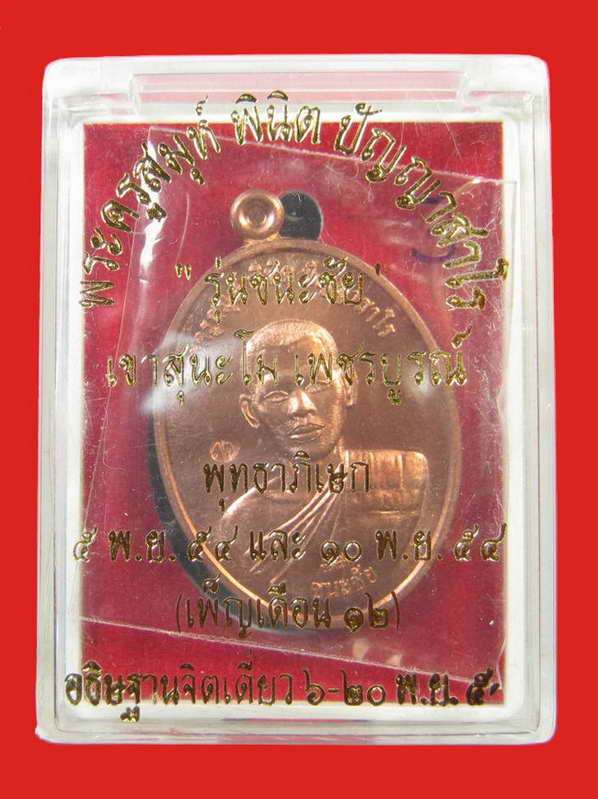 พระครูสมุห์ พินิต ปัญญาสาโร
"รุ่นชนะชัย"
เขาสุนะโม เพชรบูรณ์
พุทธาภิเษก
๕ พ.ย. ๕๔ และ ๑๐ พ.ย. ๕๔
(เพ็ญเดือน ๑๒)
อธิษฐานจิตเดี่ยว ๖-๒๐ พ.ย.